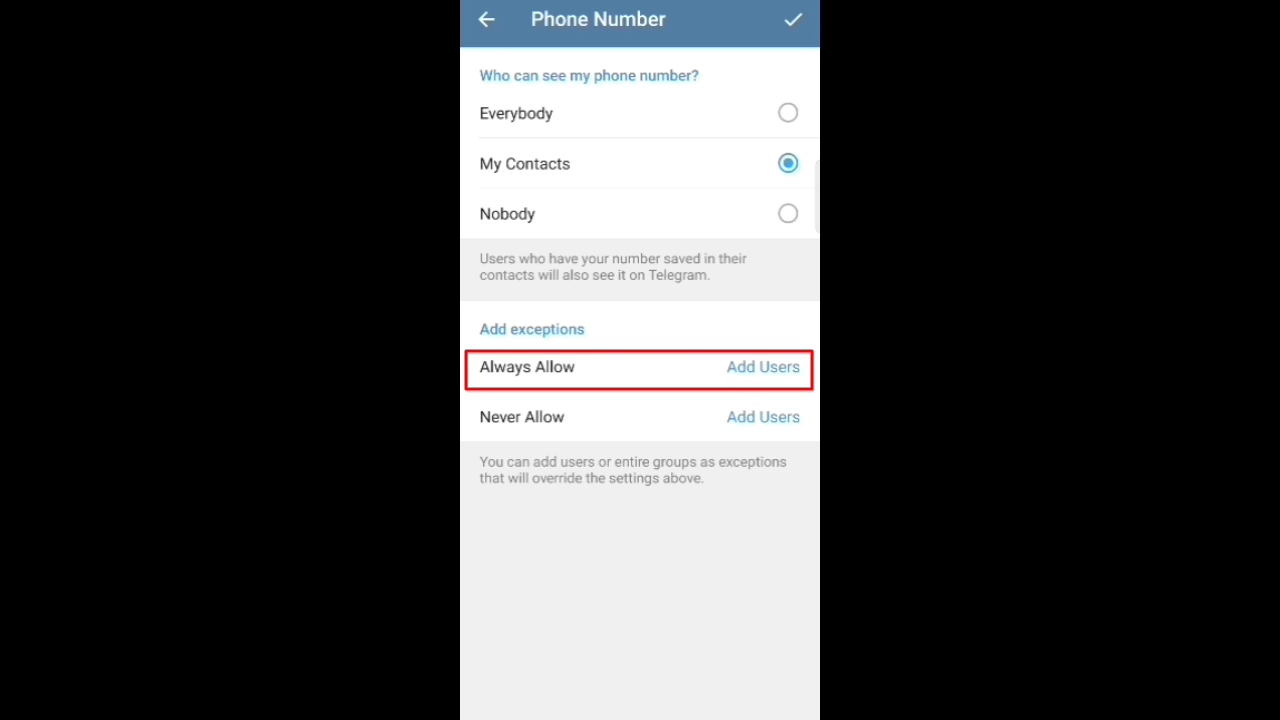 Phone Number
Who can see my phone number?
Everybody
My Contacts
Nobody
Users who have your number saved in their
contacts will also see it on Telegram.
Add exceptions
Always Allow Add Users
Never Allow Add Users
You can add users or entire groups as exceptions
that will override the settings above.